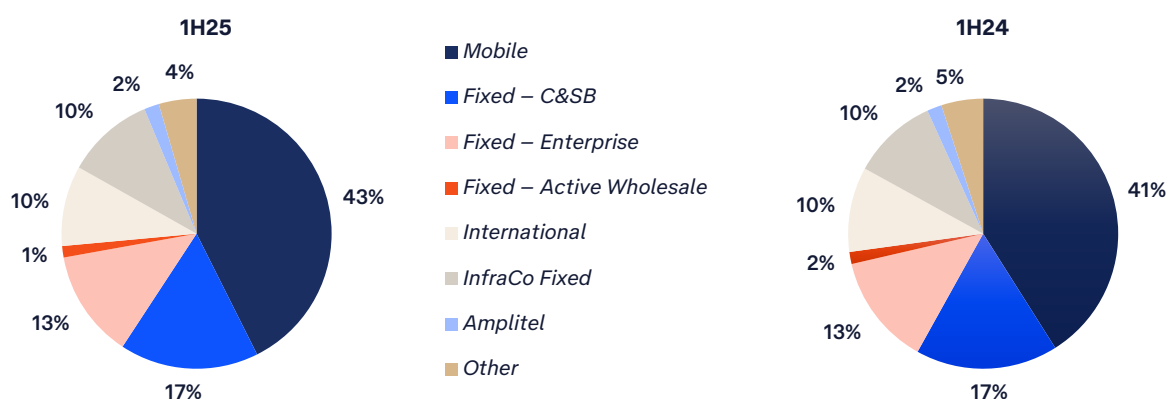 1H25
43%
17%
13%
1%
10%
10%
2%
4%
Mobile
Fixed – C&SB
Fixed – Enterprise
Fixed – Active Wholesale
International
InfraCo Fixed
Amplitel
Other
1H24
41%
17%
13%
2%
10%
10%
2%
5%